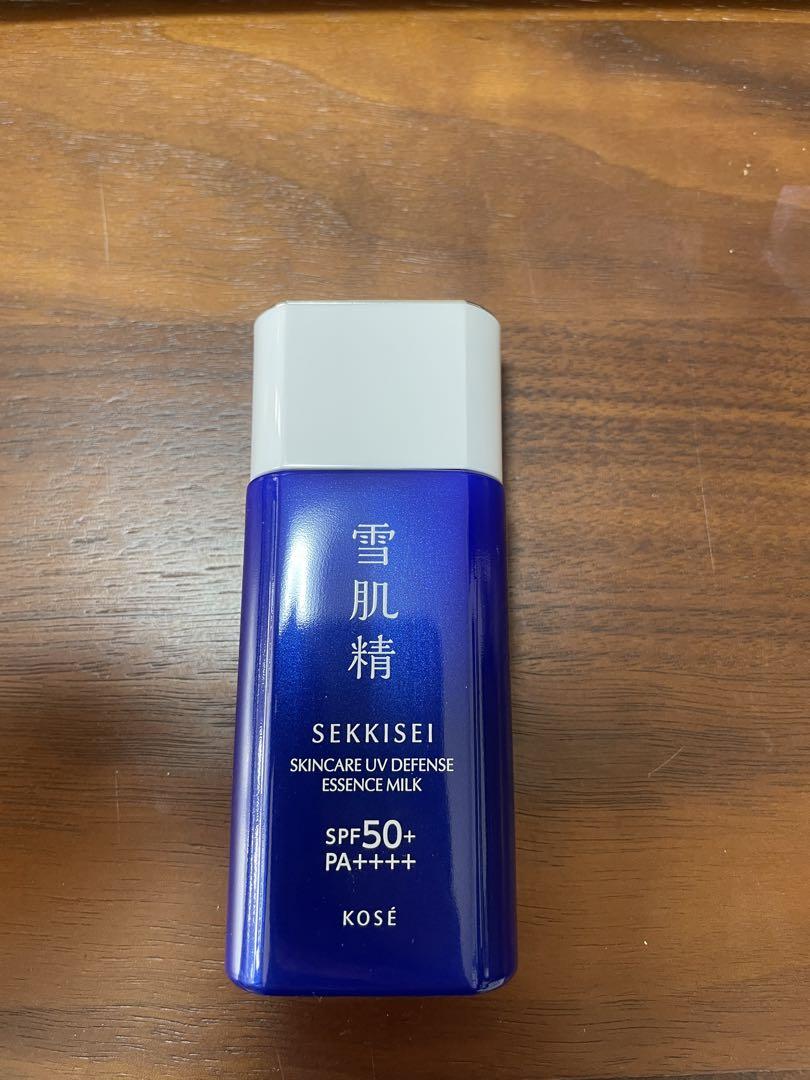 雪肌精
SEKKISEI
SKINCARE UV DEFENSE
ESSENCE MILK
SPF50+
PA++++
KOSÉ